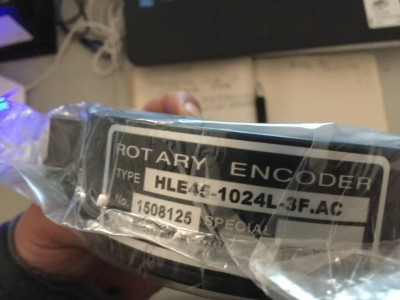 ROTARY ENCODER
TYPE HLE45-1024L-3F.AC
No. 1508125 SPECIAL